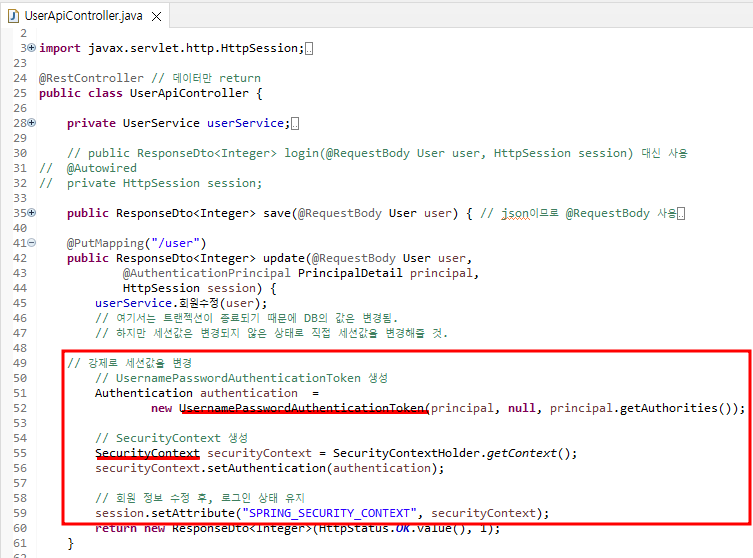 UserApiController.java
2
3 import javax.servlet.http.HttpSession;
23
24 @RestController // 데이터만 return
25 public class UserApiController {
26
28 private UserService userService;
29
30 // public ResponseDto<Integer> login(@RequestBody User user, HttpSession session) 대신 사용
31 // @Autowired
32 // private HttpSession session;
33
35 public ResponseDto<Integer> save(@RequestBody User user) { // json이므로 @RequestBody 사용
40
41 @PutMapping("/user")
42 public ResponseDto<Integer> update(@RequestBody User user,
43 @AuthenticationPrincipal PrincipalDetail principal,
44 HttpSession session) {
45 userService.회원수정(user);
46 // 여기서는 트랜젝션이 종료되기 때문에 DB의 값은 변경됨.
47 // 하지만 세션값은 변경되지 않은 상태로 직접 세션값을 변경해줄 것.
48
49 // 강제로 세션값을 변경
50 // UsernamePasswordAuthenticationToken 생성
51 Authentication authentication =
52 new UsernamePasswordAuthenticationToken(principal, null, principal.getAuthorities());
53
54 // SecurityContext 생성
55 SecurityContext securityContext = SecurityContextHolder.getContext();
56 securityContext.setAuthentication(authentication);
57
58 // 회원 정보 수정 후, 로그인 상태 유지
59 session.setAttribute("SPRING_SECURITY_CONTEXT", securityContext);
60 return new ResponseDto<Integer>(HttpStatus.OK.value(), 1);
61 }
62